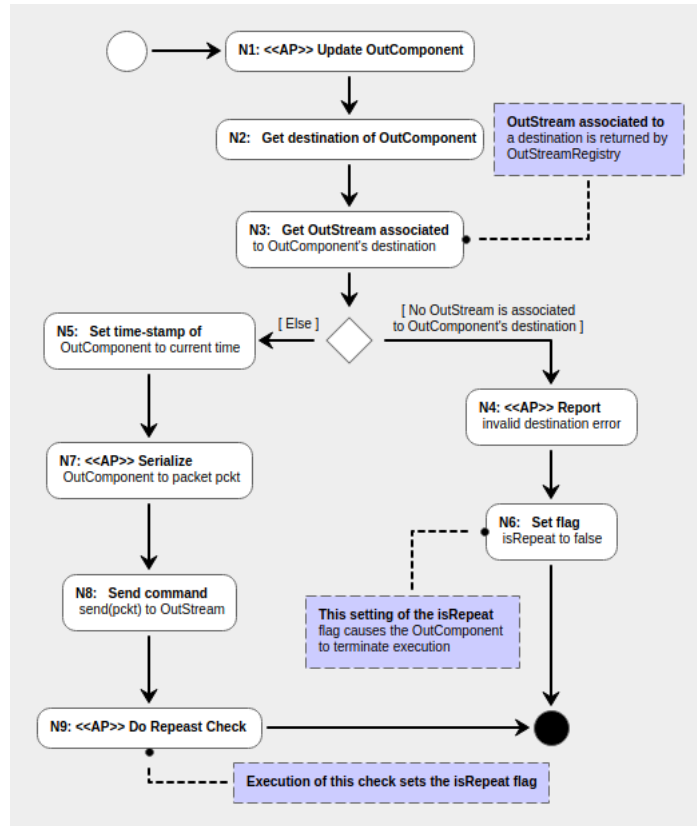 N1: <<AP>> Update OutComponent
N2: Get destination of OutComponent
OutStream associated to
a destination is returned by
OutStreamRegistry
N3: Get OutStream associated
to OutComponent's destination
[ Else ]
[ No OutStream is associated
to OutComponent's destination ]
N5: Set time-stamp of
OutComponent to current time
N4: <<AP>> Report
invalid destination error
N7: <<AP>> Serialize
OutComponent to packet pckt
N6: Set flag
isRepeat to false
N8: Send command
send(pckt) to OutStream
This setting of the isRepeat
flag causes the OutComponent
to terminate execution
N9: <<AP>> Do Repeast Check
Execution of this check sets the isRepeat flag